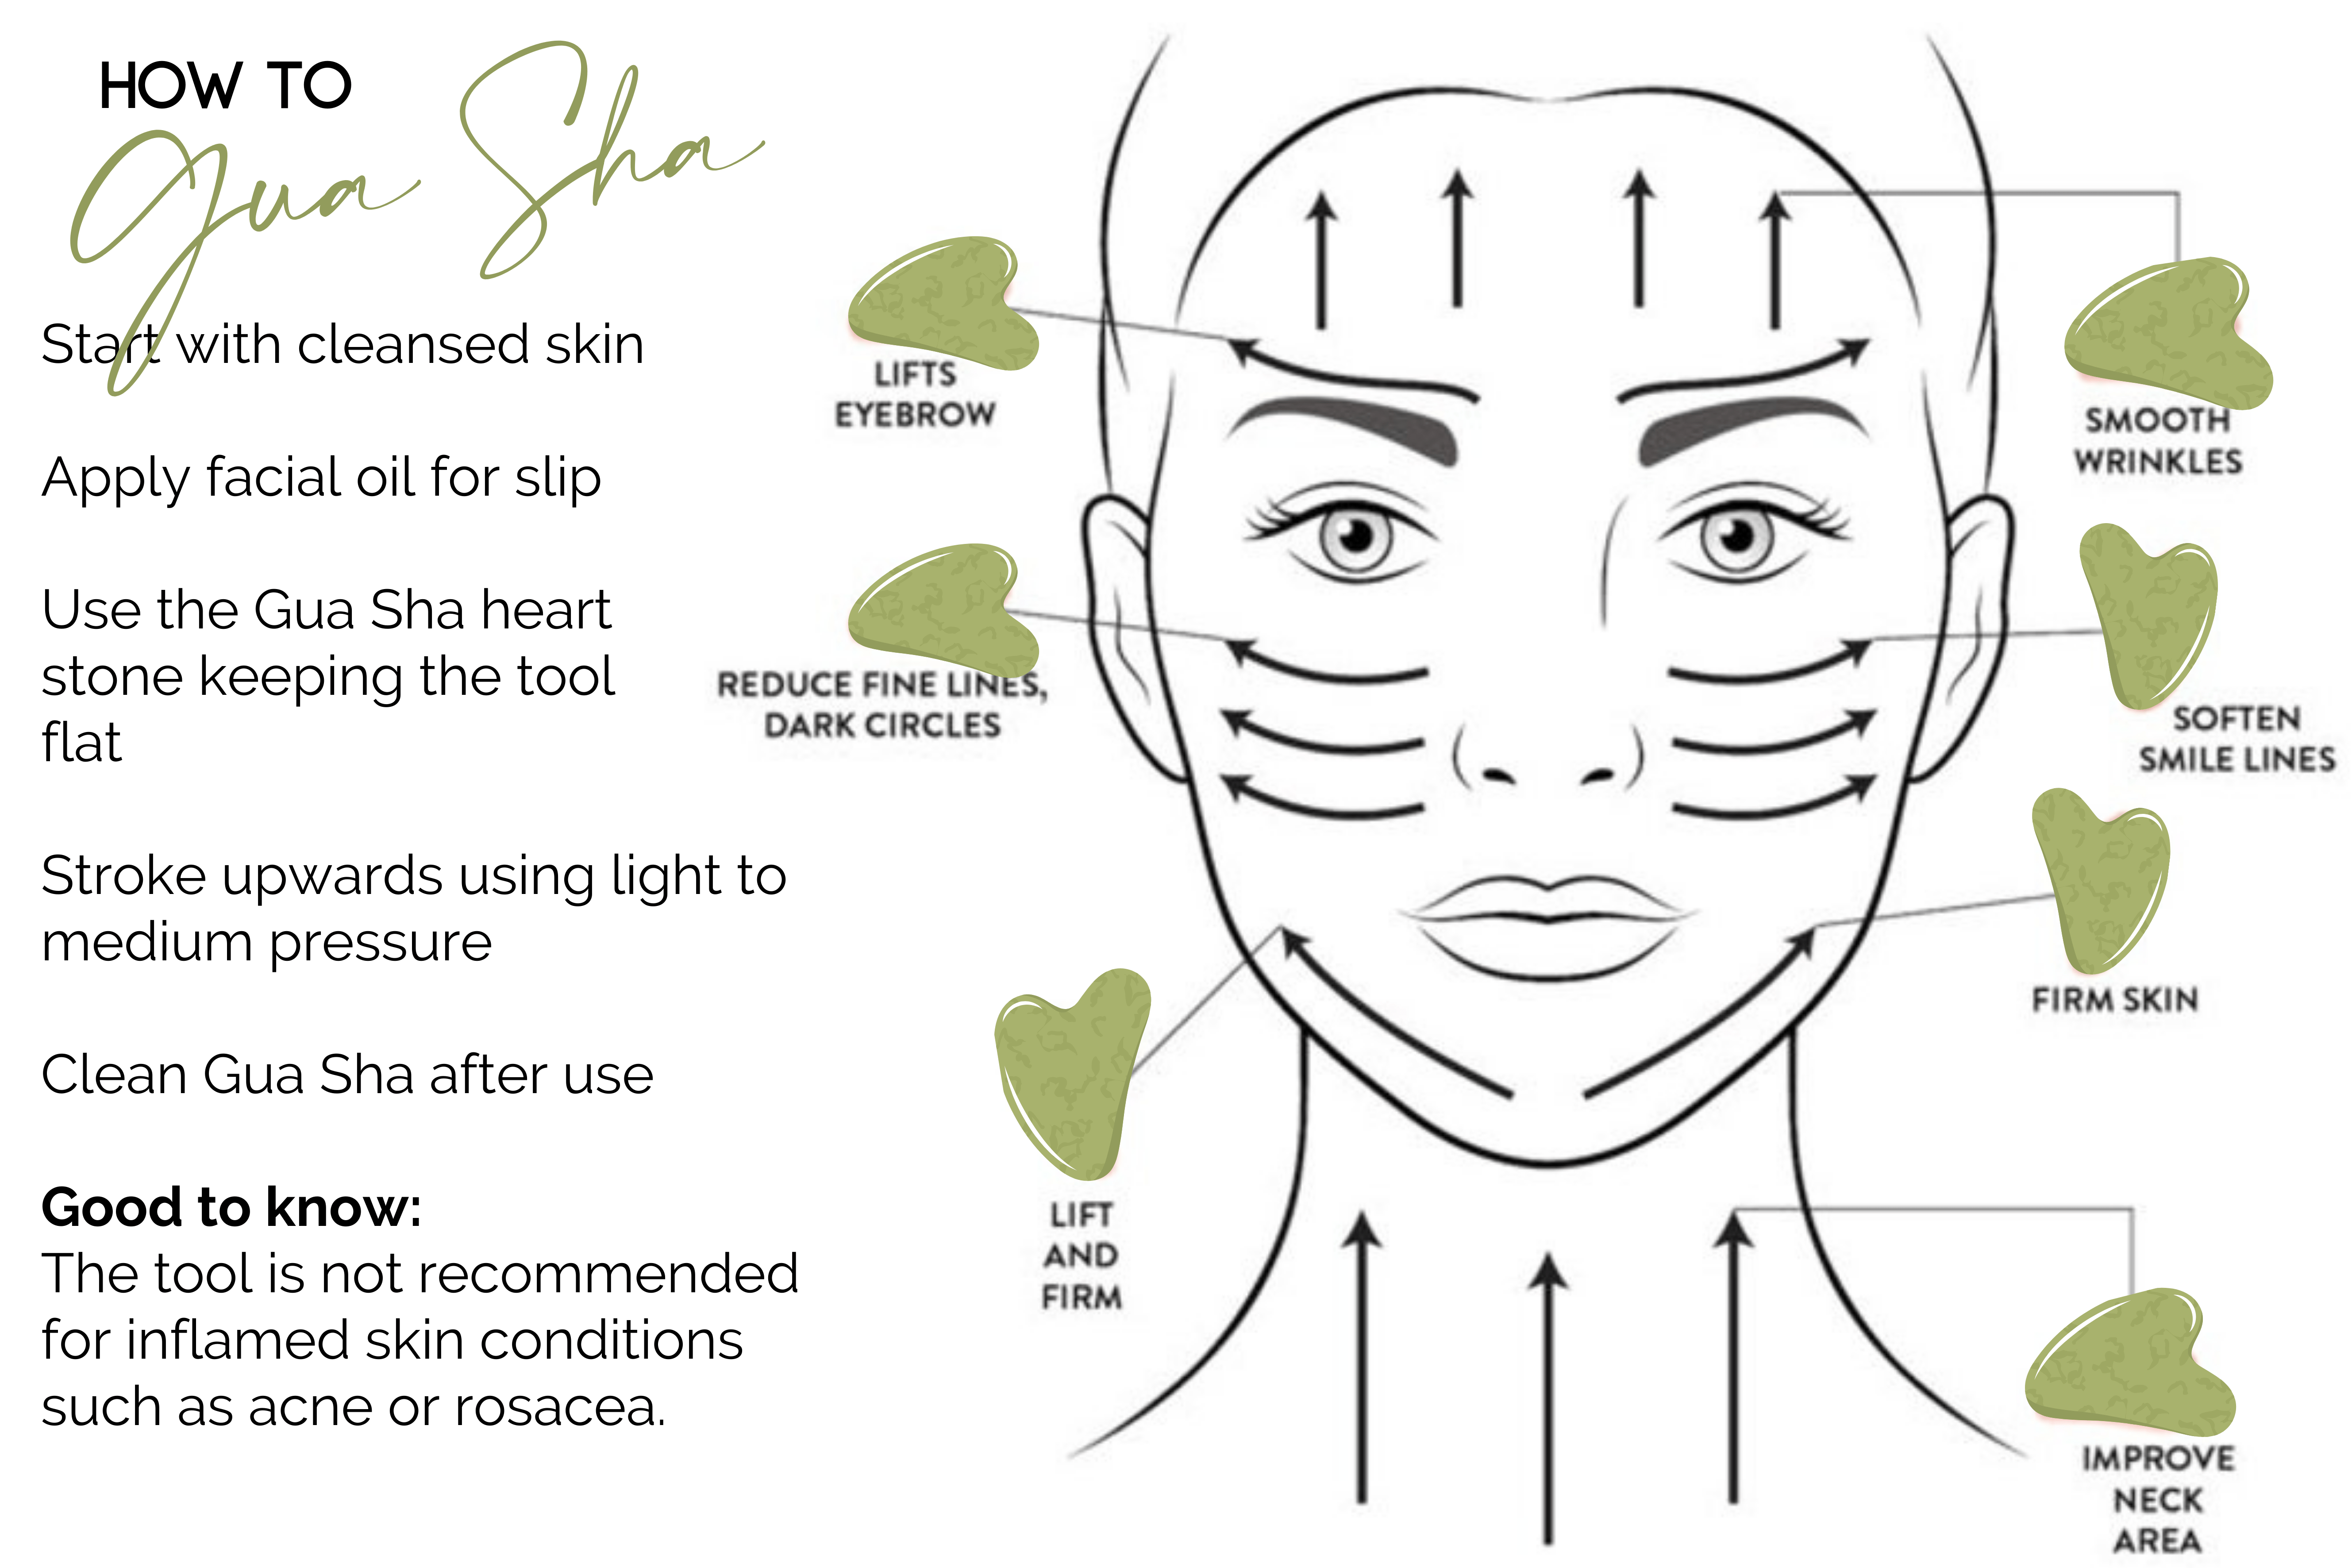 HOW TO
Gua Sha
Start with cleansed skin
Apply facial oil for slip
Use the Gua Sha heart
stone keeping the tool
flat
Stroke upwards using light to
medium pressure
Clean Gua Sha after use
Good to know:
The tool is not recommended
for inflamed skin conditions
such as acne or rosacea.
LIFTS
EYEBROW
REDUCE FINE LINES,
DARK CIRCLES
LIFT
AND
FIRM
SMOOTH
WRINKLES
SOFTEN
SMILE LINES
FIRM SKIN
IMPROVE
NECK
AREA